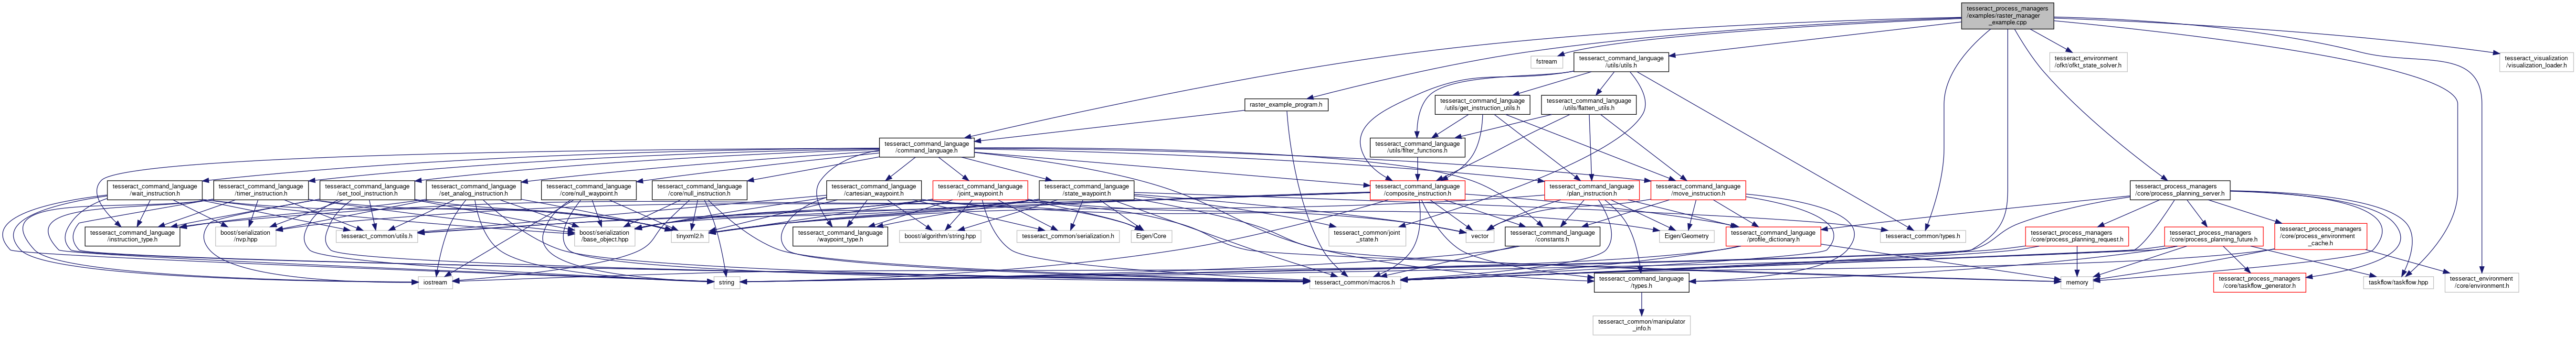 tesseract_process_managers
/examples/raster_manager
_example.cpp
fstream
tesseract_command_language
/utils/utils.h
tesseract_environment
/ofkt/ofkt_state_solver.h
tesseract_visualization
/visualization_loader.h
raster_example_program.h
tesseract_command_language
/utils/get_instruction_utils.h
tesseract_command_language
/utils/flatten_utils.h
tesseract_command_language
/command_language.h
tesseract_command_language
/utils/filter_functions.h
tesseract_command_language
/wait_instruction.h
tesseract_command_language
/timer_instruction.h
tesseract_command_language
/set_tool_instruction.h
tesseract_command_language
/set_analog_instruction.h
tesseract_command_language
/core/null_waypoint.h
tesseract_command_language
/core/null_instruction.h
tesseract_command_language
/cartesian_waypoint.h
tesseract_command_language
/joint_waypoint.h
tesseract_command_language
/state_waypoint.h
tesseract_command_language
/composite_instruction.h
tesseract_command_language
/plan_instruction.h
tesseract_command_language
/move_instruction.h
tesseract_process_managers
/core/process_planning_server.h
tesseract_command_language
/instruction_type.h
boost/serialization
/nvp.hpp
tesseract_common/utils.h
boost/serialization
/base_object.hpp
tinyxml2.h
tesseract_command_language
/waypoint_type.h
boost/algorithm/string.hpp
tesseract_common/serialization.h
Eigen/Core
tesseract_common/joint
_state.h
vector
tesseract_command_language
/constants.h
Eigen/Geometry
tesseract_command_language
/profile_dictionary.h
tesseract_common/types.h
tesseract_process_managers
/core/process_planning_request.h
tesseract_process_managers
/core/process_planning_future.h
tesseract_process_managers
/core/process_environment
_cache.h
iostream
string
tesseract_common/macros.h
tesseract_command_language
/types.h
memory
tesseract_process_managers
/core/taskflow_generator.h
taskflow/taskflow.hpp
tesseract_environment
/core/environment.h
tesseract_common/manipulator
_info.h